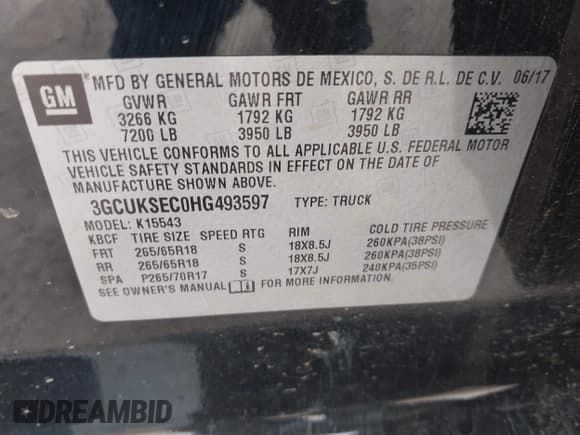 GM
®MFD BY GENERAL MOTORS DE MEXICO, S. DE R.L. DE C.V. 06/17
GVWR GAWR FRT GAWR RR
3266 KG 1792 KG 1792 KG
7200 LB 3950 LB 3950 LB
THIS VEHICLE CONFORMS TO ALL APPLICABLE U.S. FEDERAL MOTOR
VEHICLE SAFETY STANDARDS IN EFFECT ON THE DATE OF
MANUFACTURE SHOWN ABOVE.
3GCUKSEC0HG493597 TYPE: TRUCK
MODEL: K15543
KBCF TIRE SIZE SPEED RTG RIM COLD TIRE PRESSURE
FRT 265/65R18 S 18X8.5J 260KPA(38PSI)
RR 265/65R18 S 18X8.5J 260KPA(38PSI)
SPA P265/70R17 S 17X7J 240KPA(35PSI)
SEE OWNER'S MANUAL FOR MORE INFORMATION.
DREAMBID